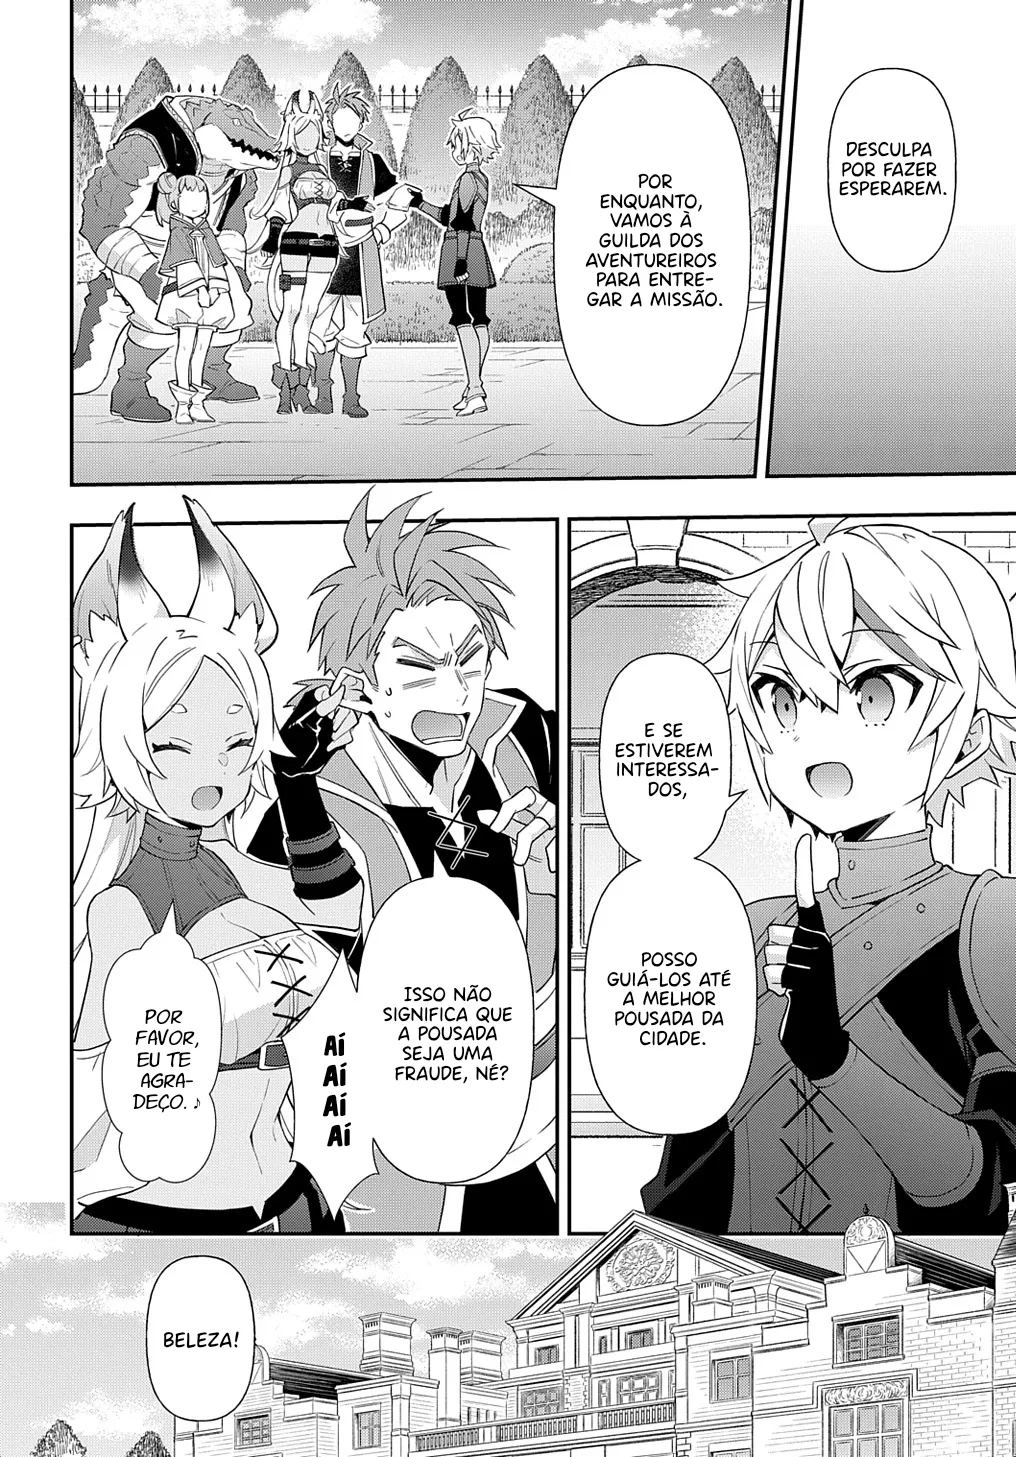 DESCULPA
POR FAZER
ESPERAREM.
POR
ENQUANTO,
VAMOS À
GUILDA DOS
AVENTUREIROS
PARA ENTRE-
GAR A MISSÃO.
E SE
ESTIVEREM
INTERESSA-
DOS,
POSSO
GUIÁ-LOS ATÉ
A MELHOR
POUSADA DA
CIDADE.
ISSO NÃO
SIGNIFICA QUE
A POUSADA
SEJA UMA
FRAUDE, NÉ?
AÍ
AÍ
AÍ
AÍ
POR
FAVOR,
EU TE
AGRA-
DEÇO.♪
BELEZA!